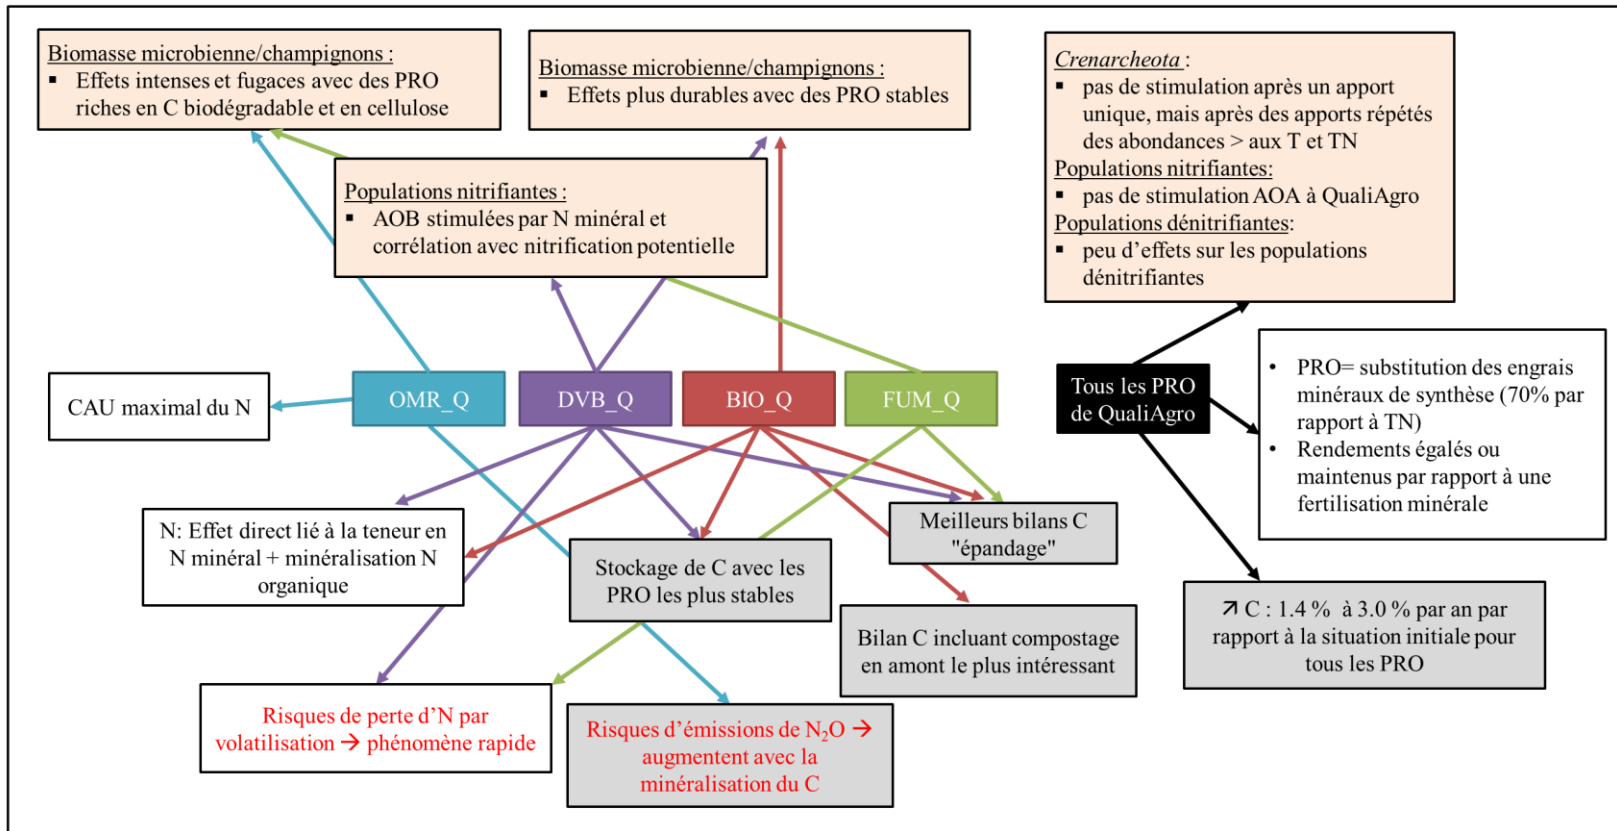 Biomasse microbienne/champignons :
▪ Effets intenses et fugaces avec des PRO
riches en C biodégradable et en cellulose
Biomasse microbienne/champignons :
▪ Effets plus durables avec des PRO stables
Crenarcheota :
▪ pas de stimulation après un apport
unique, mais après des apports répétés
des abondances > aux T et TN
Populations nitrifiantes:
▪ pas de stimulation AOA à QualiAgro
Populations dénitrifiantes:
▪ peu d’effets sur les populations
dénitrifiantes
Populations nitrifiantes :
▪ AOB stimulées par N minéral et
corrélation avec nitrification potentielle
CAU maximal du N
OMR_Q
DVB_Q
BIO_Q
FUM_Q
Tous les PRO
de QualiAgro
• PRO= substitution des engrais
minéraux de synthèse (70% par
rapport à TN)
• Rendements égalés ou
maintenus par rapport à une
fertilisation minérale
N: Effet direct lié à la teneur en
N minéral + minéralisation N
organique
Stockage de C avec les
PRO les plus stables
Meilleurs bilans C
"épandage"
Bilan C incluant compostage
en amont le plus intéressant
↗ C : 1.4 % à 3.0 % par an par
rapport à la situation initiale pour
tous les PRO
Risques de perte d’N par
volatilisation → phénomène rapide
Risques d’émissions de N₂O →
augmentent avec la
minéralisation du C